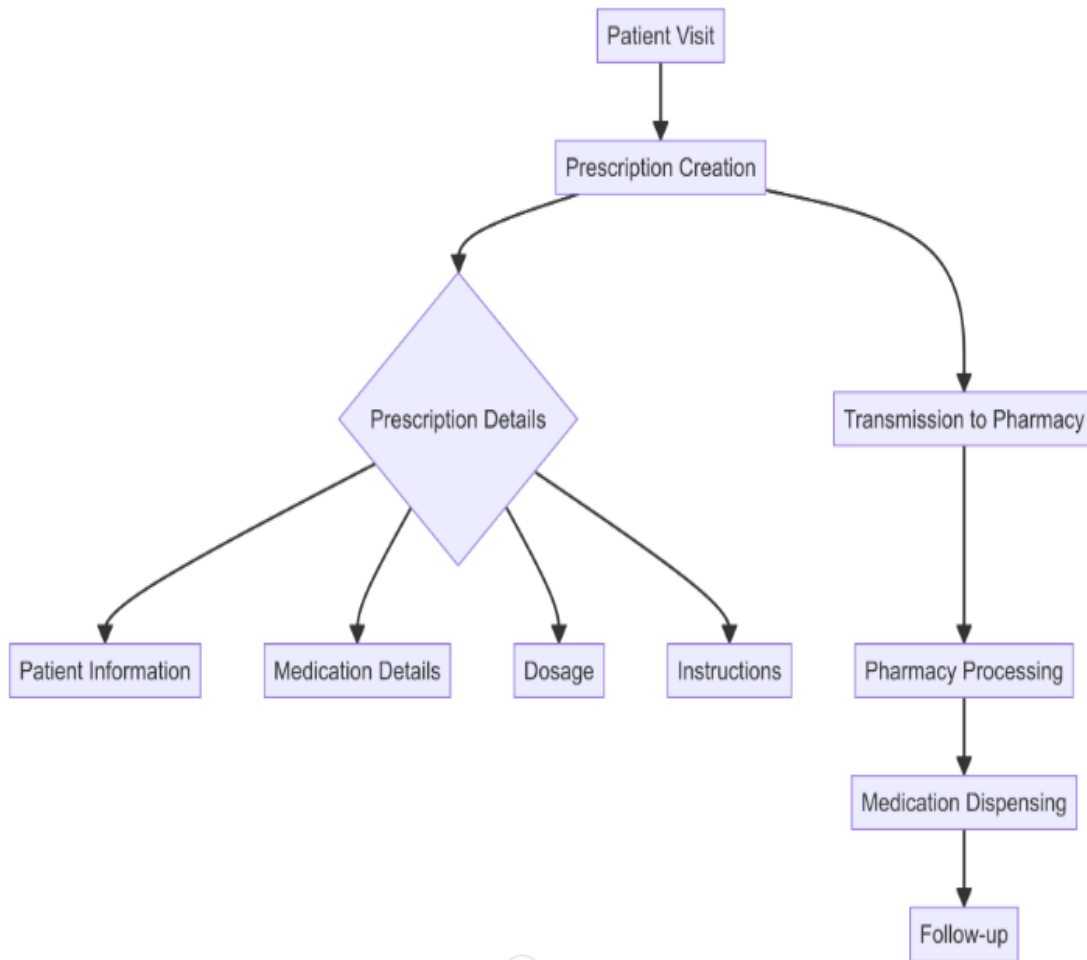 Patient Visit
Prescription Creation
Prescription Details
Transmission to Pharmacy
Patient Information
Medication Details
Dosage
Instructions
Pharmacy Processing
Medication Dispensing
Follow-up